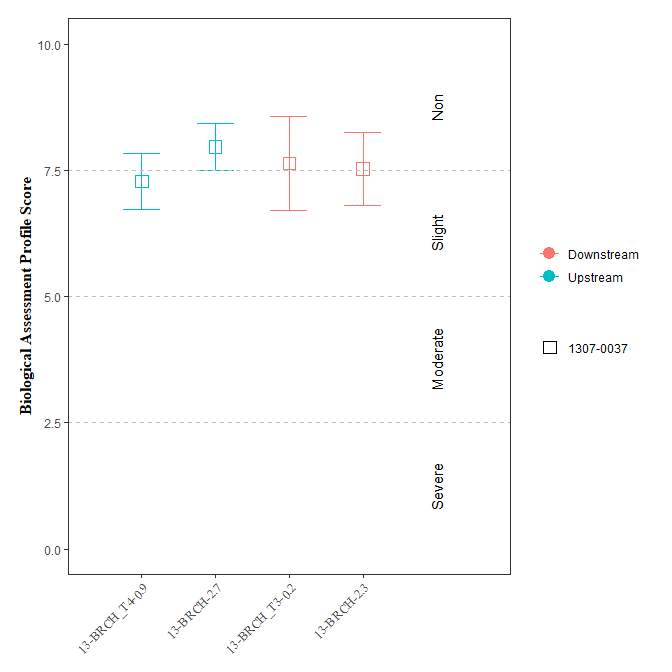 Biological Assessment Profile Score
10.0
7.5
5.0
2.5
0.0
Non
Slight
Moderate
Severe
13-BRCH_T4-0.9
13-BRCH-2.7
13-BRCH_T3-0.2
13-BRCH-2.3
Downstream
Upstream
1307-0037